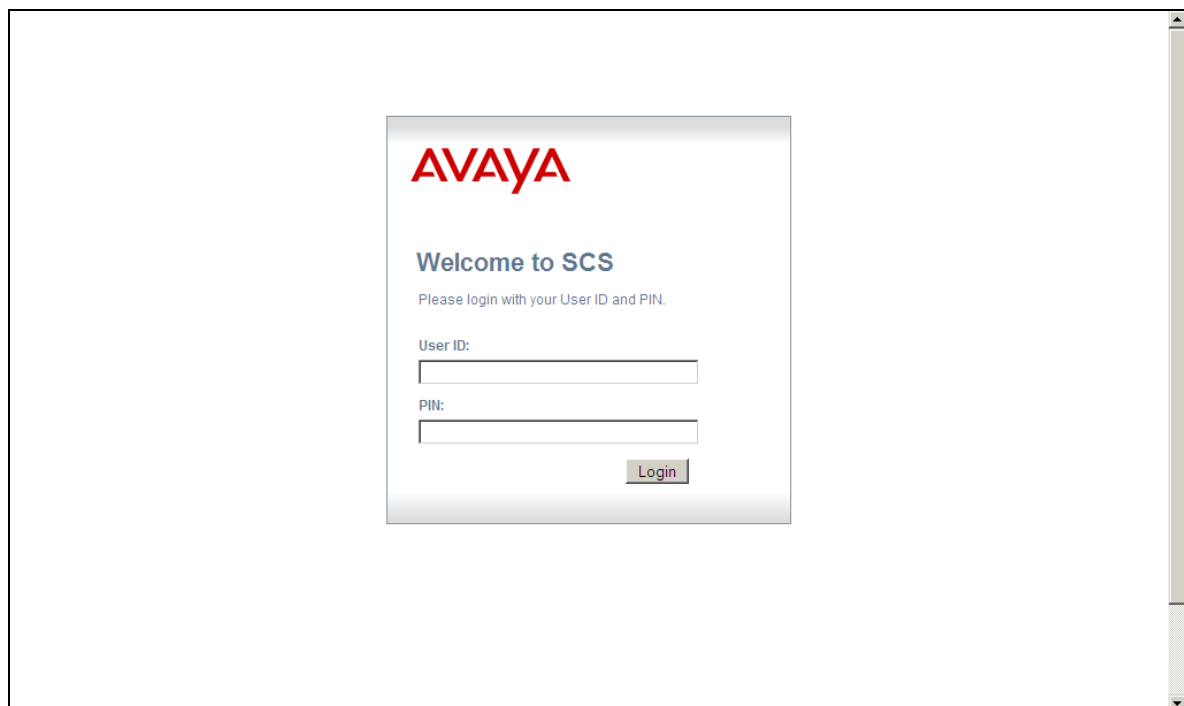 AVAYA
Welcome to SCS
Please login with your User ID and PIN.
User ID:
PIN:
Login